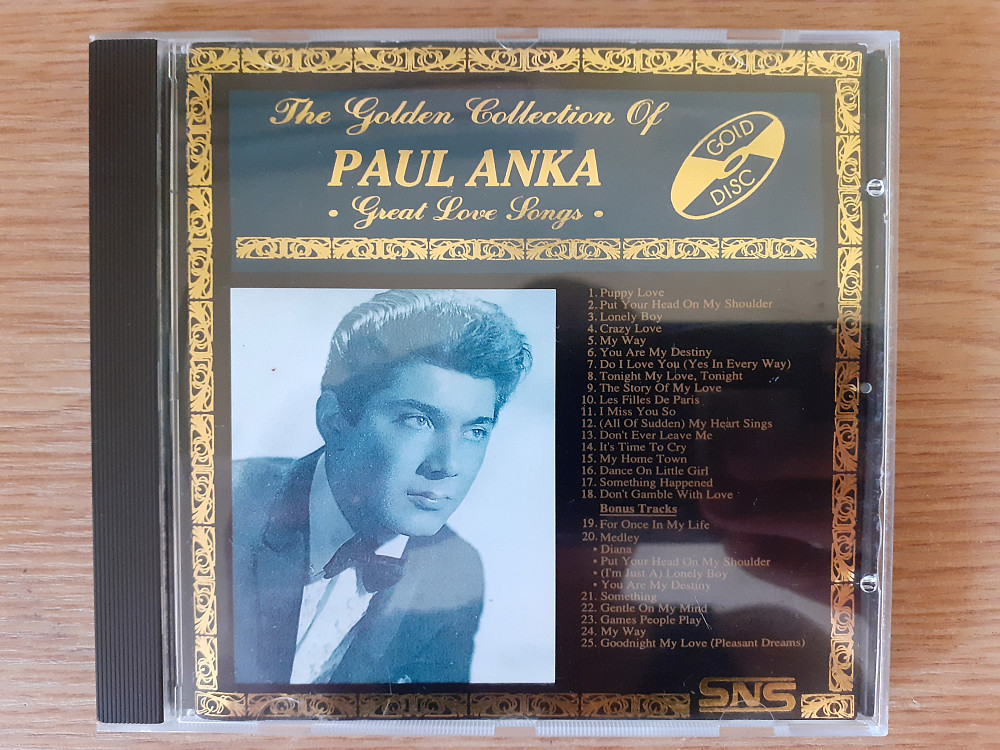 The Golden Collection Of
PAUL ANKA
• Great Love Songs •
GOLD
DISC
1. Puppy Love
2. Put Your Head On My Shoulder
3. Lonely Boy
4. Crazy Love
5. My Way
6. You Are My Destiny
7. Do I Love You (Yes In Every Way)
8. Tonight My Love, Tonight
9. The Story Of My Love
10. Les Filles De Paris
11. I Miss You So
12. (All Of Sudden) My Heart Sings
13. Don't Ever Leave Me
14. It's Time To Cry
15. My Home Town
16. Dance On Little Girl
17. Something Happened
18. Don't Gamble With Love
Bonus Tracks
19. For Once In My Life
20. Medley
• Diana
• Put Your Head On My Shoulder
• (I'm Just A) Lonely Boy
• You Are My Destiny
21. Something
22. Gentle On My Mind
23. Games People Play
24. My Way
25. Goodnight My Love (Pleasant Dreams)
SNS